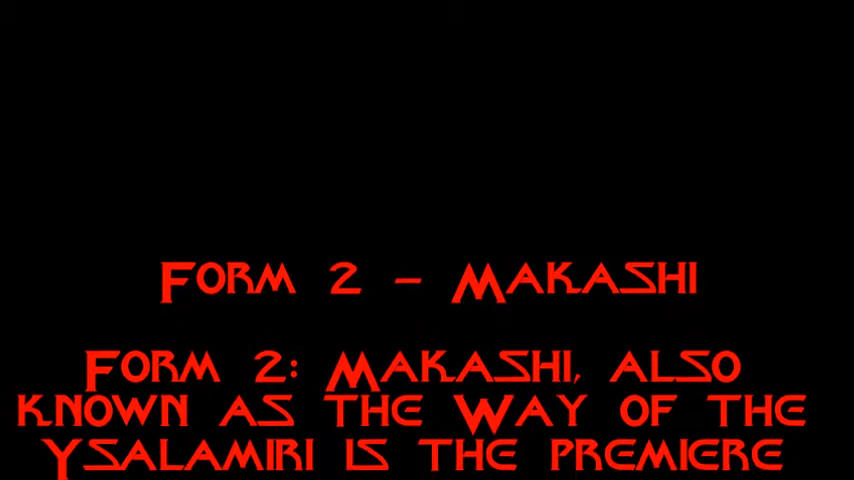 Form 2 – Makashi
Form 2: Makashi, also
known as the Way of the
Ysalamiri is the premiere